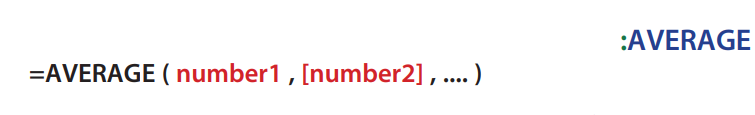 :AVERAGE
=AVERAGE ( number1 , [number2] , .... )